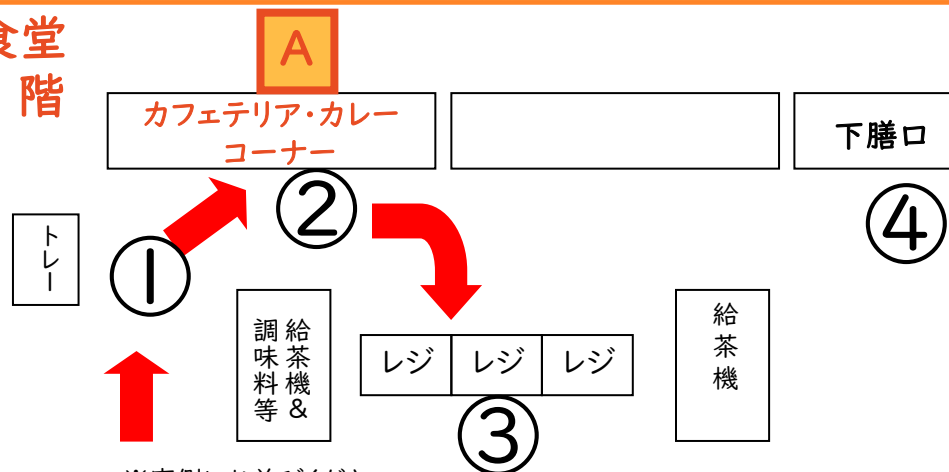 食堂
階
A
カフェテリア・カレー
コーナー
下膳口
②
④
トレー
①
給茶機&
調味料等
レジ
レジ
レジ
給茶機
③